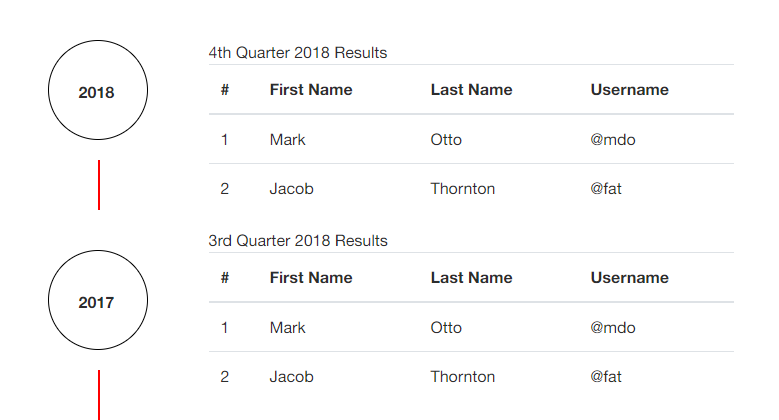 2018
4th Quarter 2018 Results
# First Name Last Name Username
1 Mark Otto @mdo
2 Jacob Thornton @fat
2017
3rd Quarter 2018 Results
# First Name Last Name Username
1 Mark Otto @mdo
2 Jacob Thornton @fat